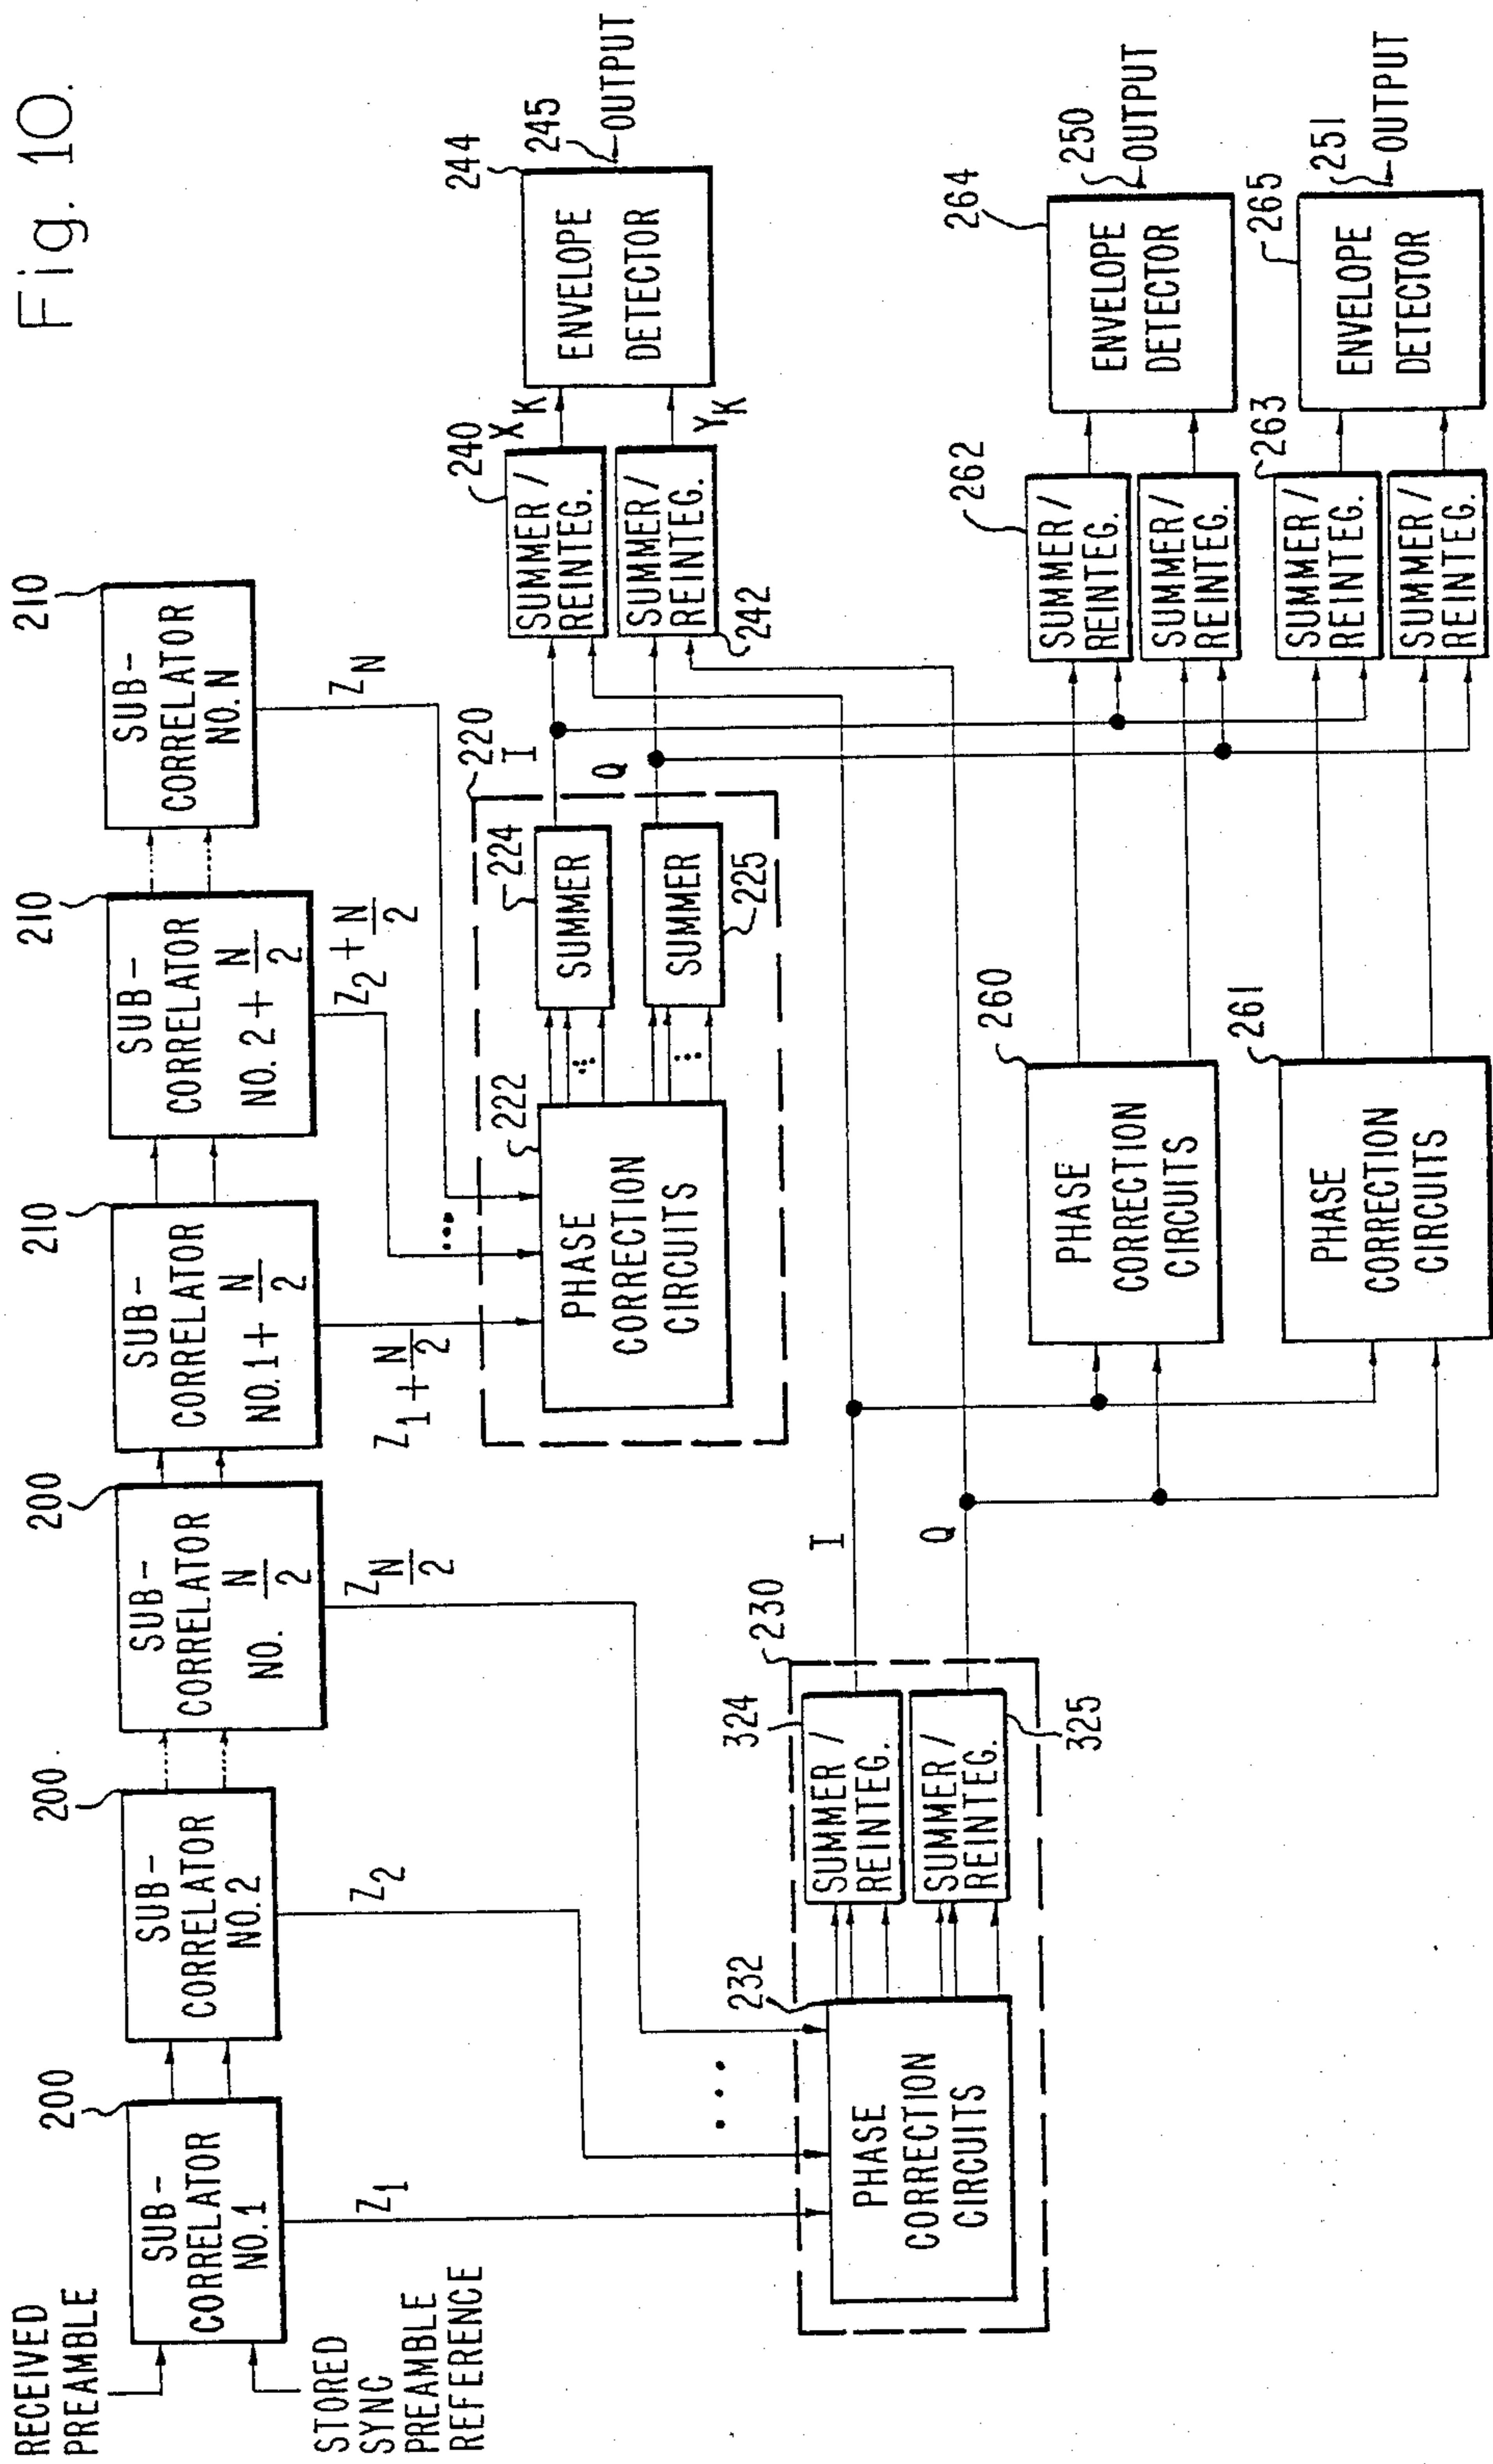 Fig. 10.
RECEIVED
PREAMBLE
STORED
SYNC
PREAMBLE
REFERENCE
200
SUB-
CORRELATOR
NO. 1
200
SUB-
CORRELATOR
NO. 2
200
SUB-
CORRELATOR
NO. N/2
210
SUB-
CORRELATOR
NO. 1 + N/2
210
SUB-
CORRELATOR
NO. 2 + N/2
210
SUB-
CORRELATOR
NO. N
Z1
Z2
Z N/2
Z1 + N/2
Z2 + N/2
ZN
220
222
PHASE
CORRECTION
CIRCUITS
224
SUMMER
SUMMER
225
I
Q
240
SUMMER /
REINTEG.
SUMMER /
REINTEG.
242
XK
YK
244
ENVELOPE
DETECTOR
245
OUTPUT
230
232
PHASE
CORRECTION
CIRCUITS
324
SUMMER /
REINTEG.
SUMMER /
REINTEG.
325
I
Q
260
PHASE
CORRECTION
CIRCUITS
262
SUMMER /
REINTEG.
SUMMER /
REINTEG.
264
ENVELOPE
DETECTOR
250
OUTPUT
261
PHASE
CORRECTION
CIRCUITS
263
SUMMER /
REINTEG.
SUMMER /
REINTEG.
265
ENVELOPE
DETECTOR
251
OUTPUT